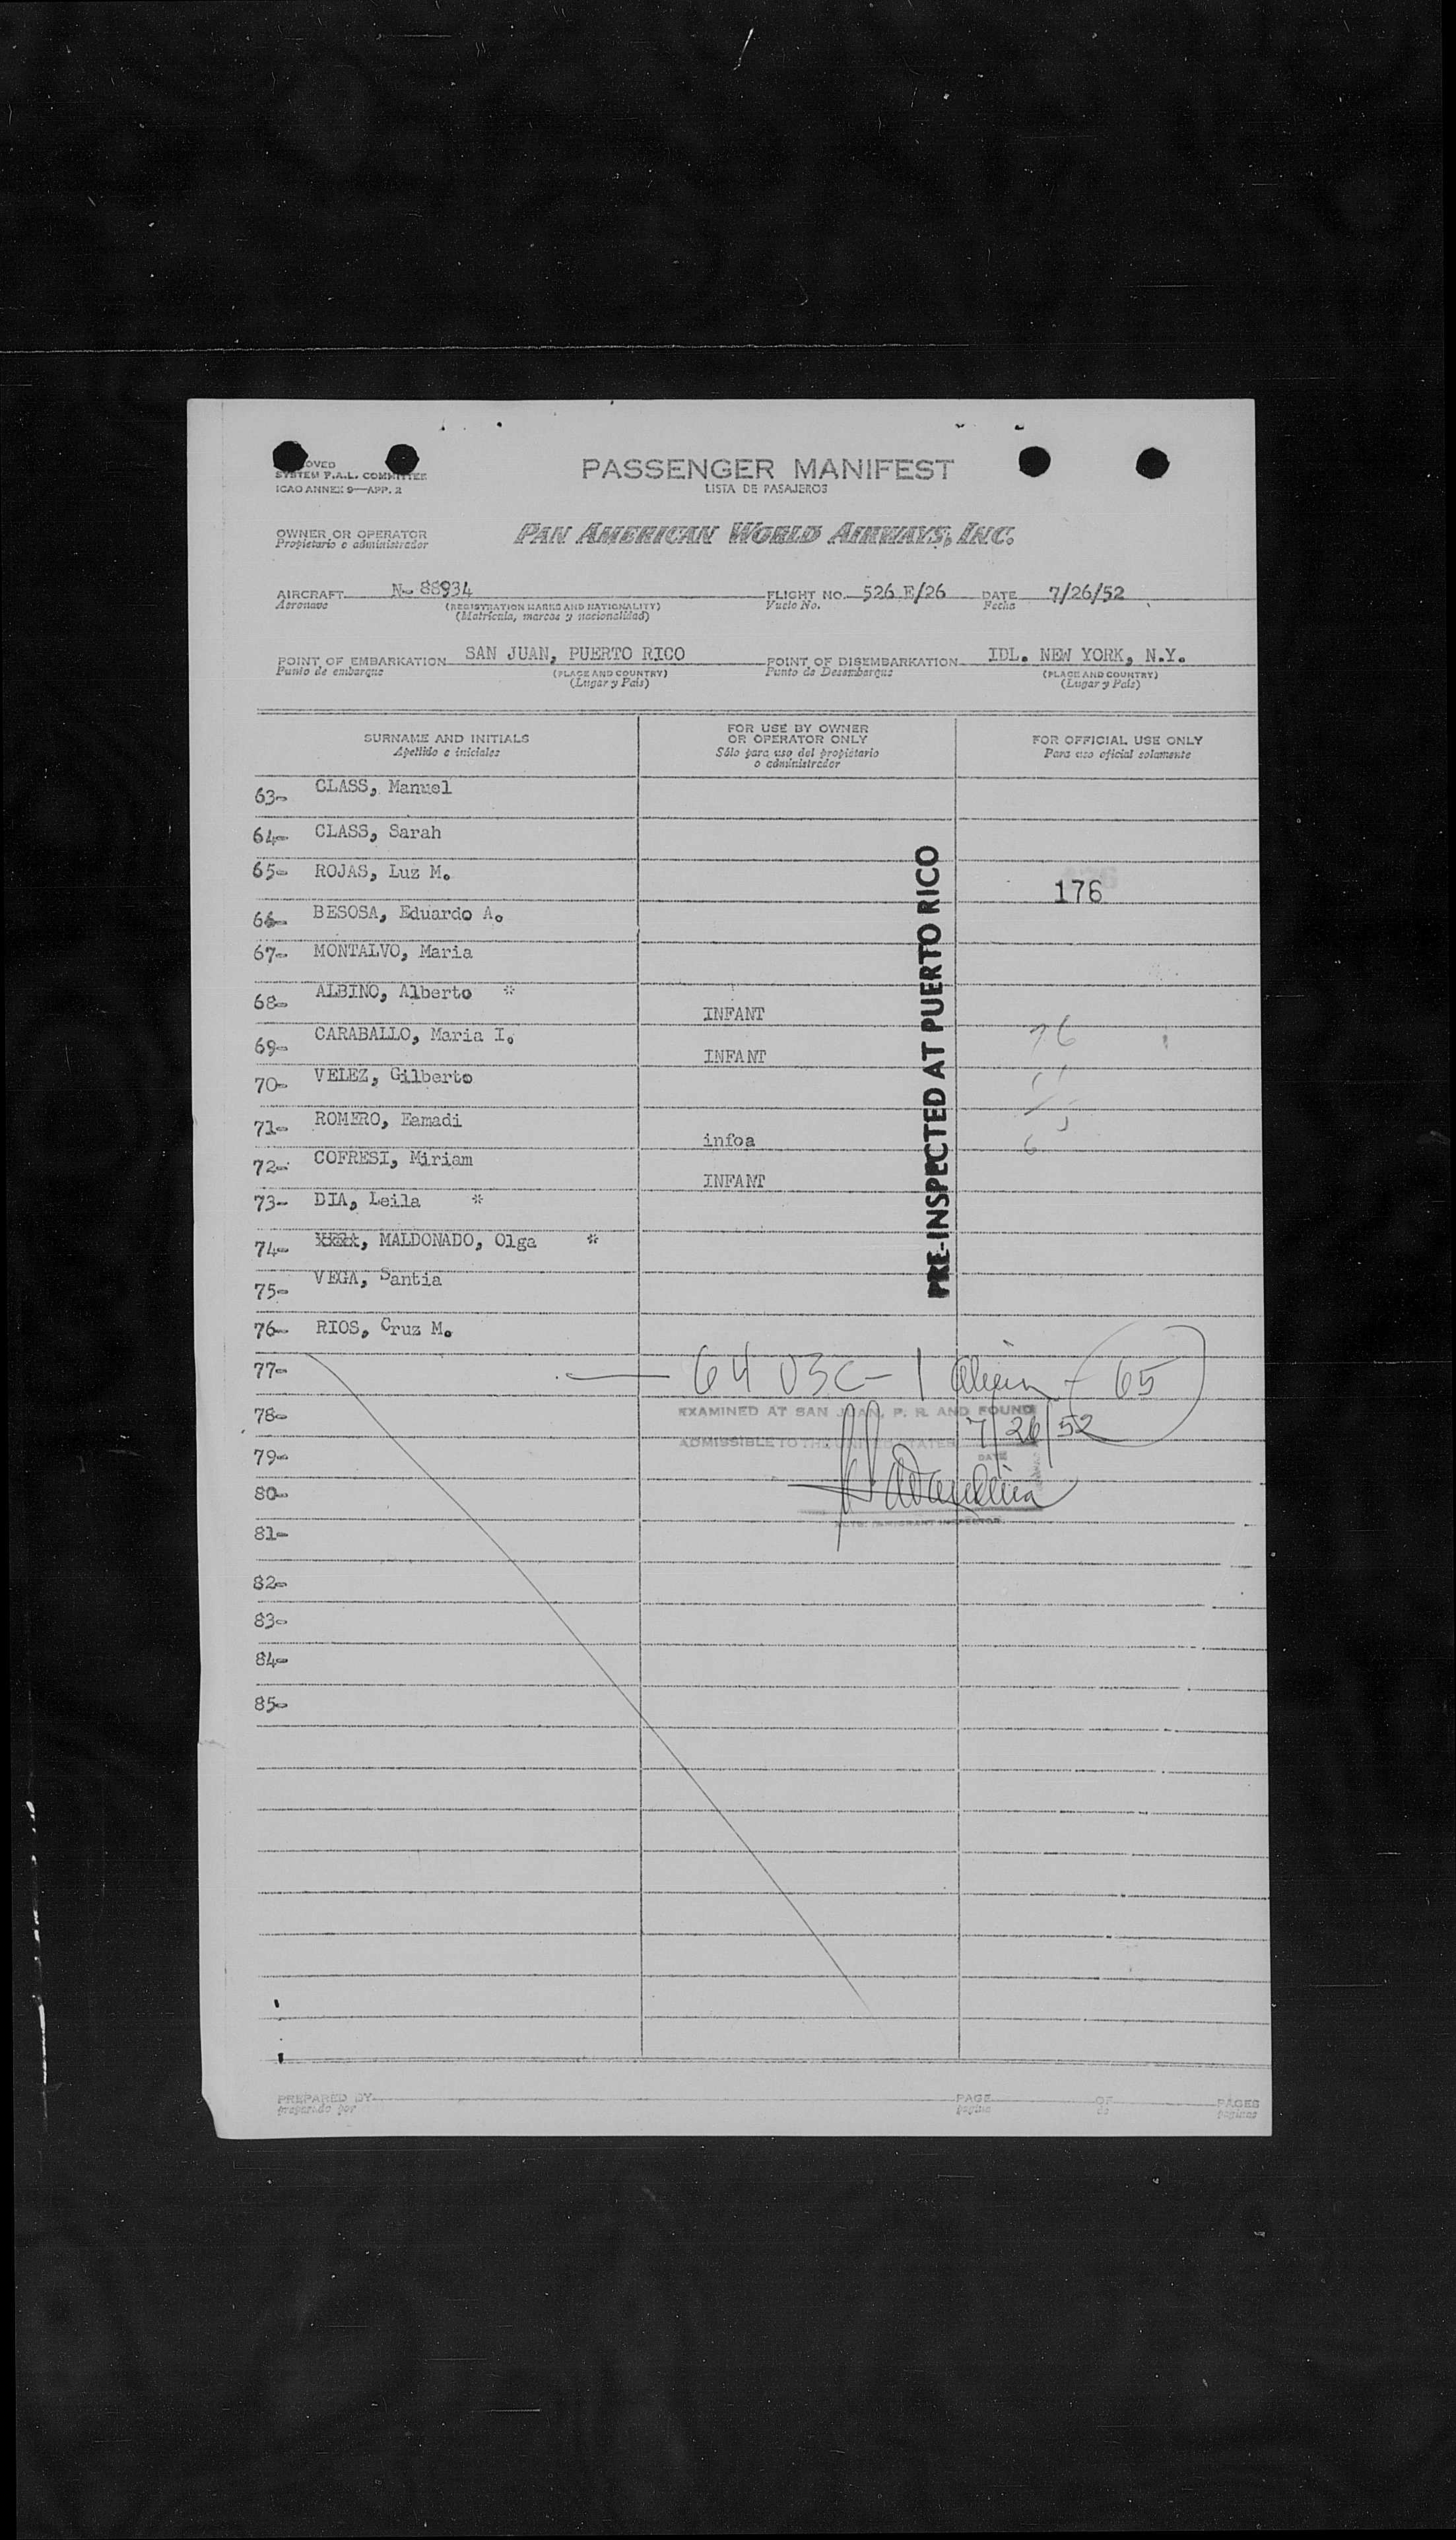 PASSENGER MANIFEST
LISTA DE PASAJEROS
SYSTEM F.A.L. COMMITTEE
ICAO ANNEX 9—APP. 2
OWNER OR OPERATOR
Propietario o administrador
PAN AMERICAN WORLD AIRWAYS, INC.
AIRCRAFT N- 88934 FLIGHT NO. 526 E/26 DATE 7/26/52
Aeronave (REGISTRATION MARKS AND NATIONALITY) Vuelo No. Fecha
(Matrícula, marcos y nacionalidad)
POINT OF EMBARKATION SAN JUAN, PUERTO RICO POINT OF DISEMBARKATION IDL. NEW YORK, N.Y.
Punto de embarque (PLACE AND COUNTRY) Punto de Desembarque (PLACE AND COUNTRY)
(Lugar y País) (Lugar y País)
SURNAME AND INITIALS
Apellido e iniciales
FOR USE BY OWNER
OR OPERATOR ONLY
Sólo para uso del propietario
o administrador
FOR OFFICIAL USE ONLY
Para uso oficial solamente
63- CLASS, Manuel
64- CLASS, Sarah
65- ROJAS, Luz M.
176
66- BESOSA, Eduardo A.
67- MONTALVO, Maria
68- ALBINO, Alberto *
INFANT
69- CARABALLO, Maria I.
INFANT
76
70- VELEZ, Gilberto
71- ROMERO, Eamadi
infoa
6
72- COFRESI, Miriam
INFANT
73- DIA, Leila *
74- , MALDONADO, Olga *
75- VEGA, Santia
76- RIOS, Cruz M.
PRE-INSPECTED AT PUERTO RICO
77- — 64 USC - 1 alien - 65
78- EXAMINED AT SAN JUAN, P. R. AND FOUND
7/26/52
79- ADMISSIBLE TO THE UNITED STATES
DATE
80-
81- ACTG. IMMIGRANT INSPECTOR
82-
83-
84-
85-
PREPARED BY PAGE OF PAGES
preparado por página de páginas